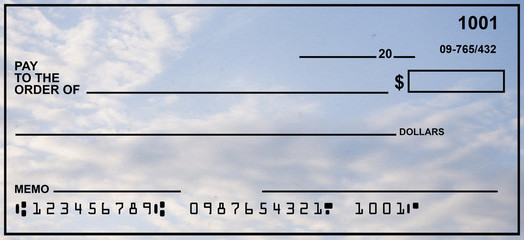 1001
20
09-765/432
PAY
TO THE
ORDER OF
$
DOLLARS
MEMO
⑆123456789⑆ 0987654321⑈ 1001⑉